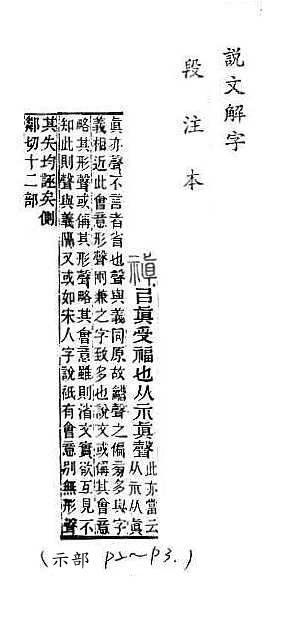 說文解字
段注本
禛 㠯眞受福也从示眞聲此亦當云
从示从眞
眞亦聲不言者省也聲與義同原故龤聲之偏菊多與字
義相近此會意形聲网兼之字致多也說文或偁其會意
略其形聲或偁其形聲略其會意雖則渻文實欲互見不
知此則聲與義隔又或如宋人字說祇有會意別無形聲
其失均誣矣側
鄰切十二部
(示部 P2~P3.)